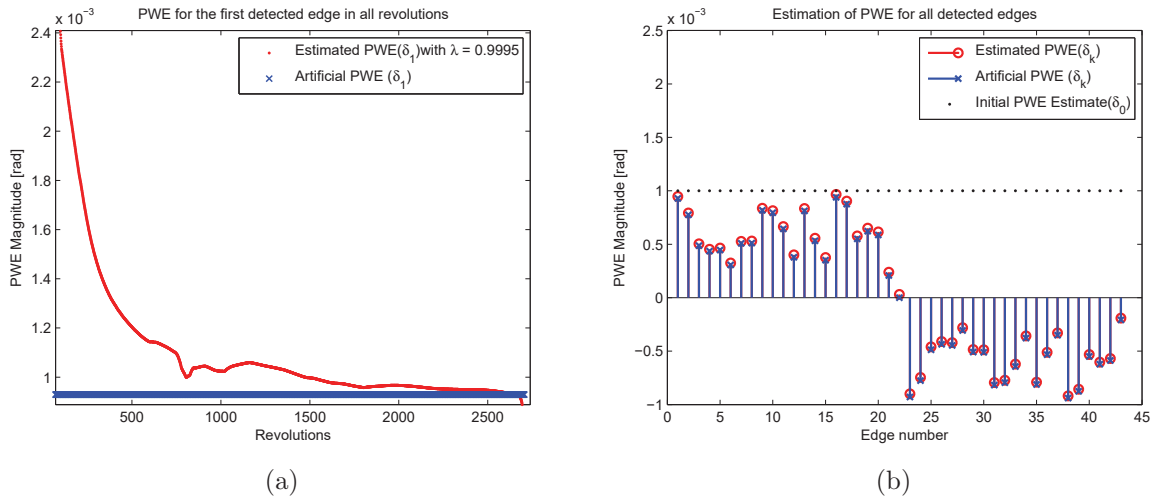 PWE for the first detected edge in all revolutions
x 10⁻³
2.4
2.2
2
1.8
1.6
1.4
1.2
1
500
1000
1500
2000
2500
PWE Magnitude [rad]
Revolutions
Estimated PWE(δ₁)with λ = 0.9995
Artificial PWE (δ₁)
(a)
Estimation of PWE for all detected edges
x 10⁻³
2.5
2
1.5
1
0.5
0
−0.5
−1
0
5
10
15
20
25
30
35
40
45
PWE Magnitude [rad]
Edge number
Estimated PWE(δₖ)
Artificial PWE (δₖ)
Initial PWE Estimate(δ₀)
(b)